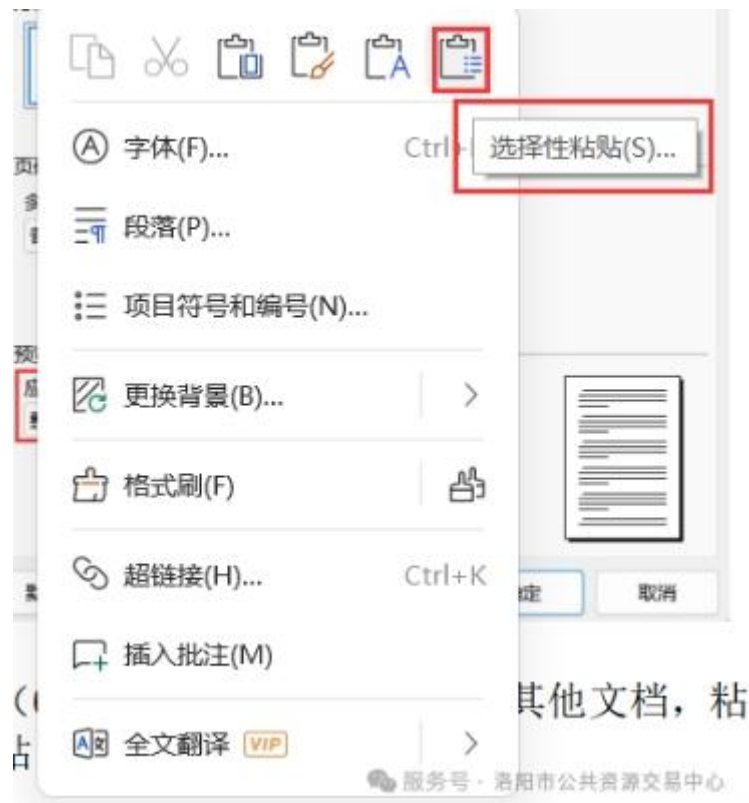 字体(F)...
Ctrl+
选择性粘贴(S)...
段落(P)...
项目符号和编号(N)...
更换背景(B)...
格式刷(F)
超链接(H)... Ctrl+K
取消
插入批注(M)
其他文档，粘
全文翻译 VIP
服务号 · 洛阳市公共资源交易中心